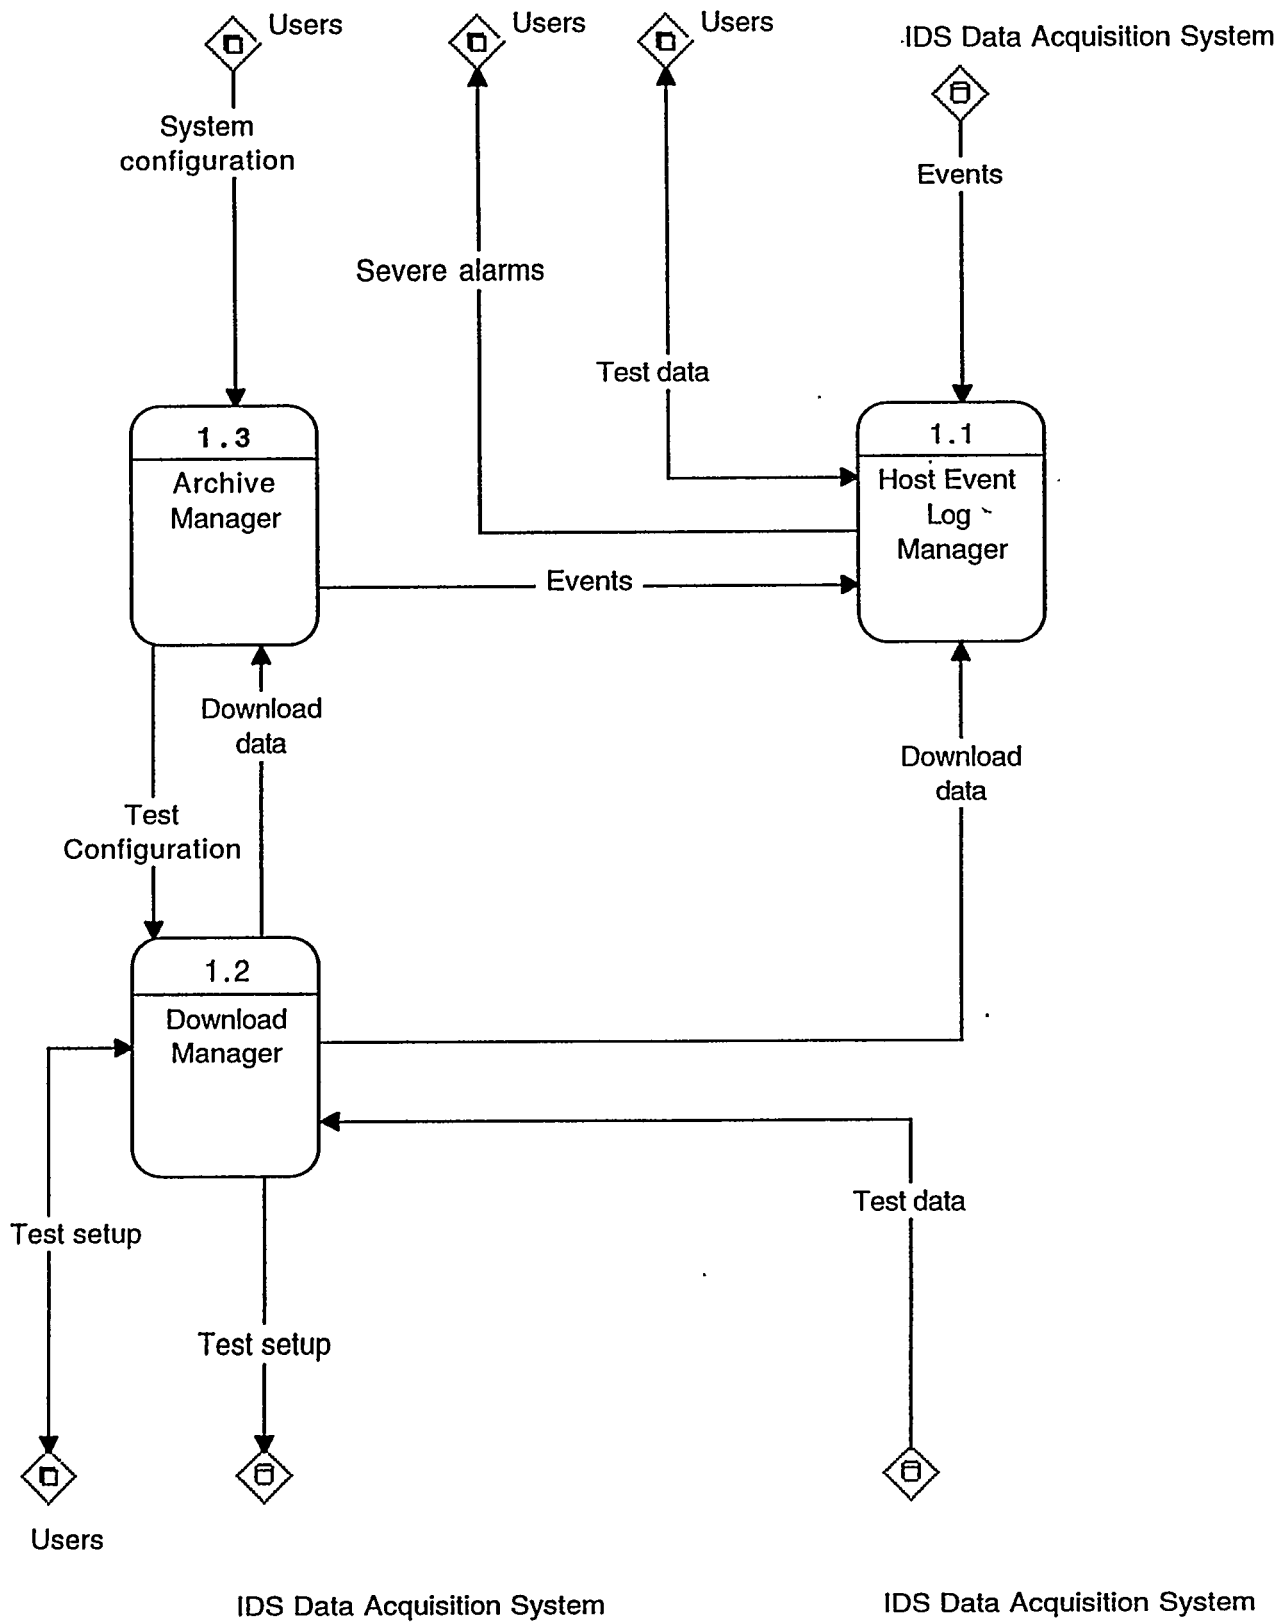 Users
Users
Users
IDS Data Acquisition System
System
configuration
Events
Severe alarms
Test data
1.3
Archive
Manager
1.1
Host Event
Log
Manager
Events
Download
data
Download
data
Test
Configuration
1.2
Download
Manager
Test data
Test setup
Test setup
Users
IDS Data Acquisition System
IDS Data Acquisition System